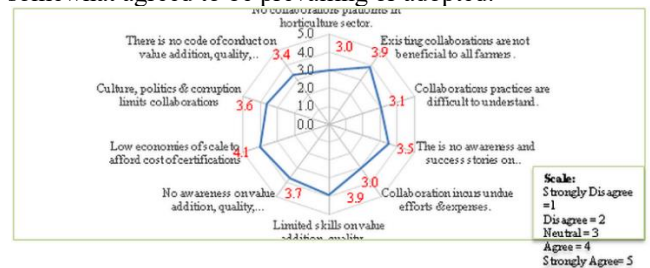 somewhat agreed to be prevailing or adopted.
No collaborations platforms in
horticulture sector.
5.0
4.0
3.0
2.0
1.0
0.0
3.0
Existing collaborations are not
beneficial to all farmers.
3.9
Collaborations practices are
difficult to understand.
3.1
The is no awareness and
success stories on..
3.5
Collaboration incurs undue
efforts & expenses.
3.0
Limited skills on value
addition, quality
3.9
No awareness on value
addition, quality,...
3.7
Low economies of scale to
afford cost of certifications
4.1
Culture, politics & corruption
limits collaborations
3.6
There is no code of conduct on
value addition, quality,..
3.4
Scale:
Strongly Disagree
=1
Disagree = 2
Neutral = 3
Agree = 4
Strongly Agree= 5